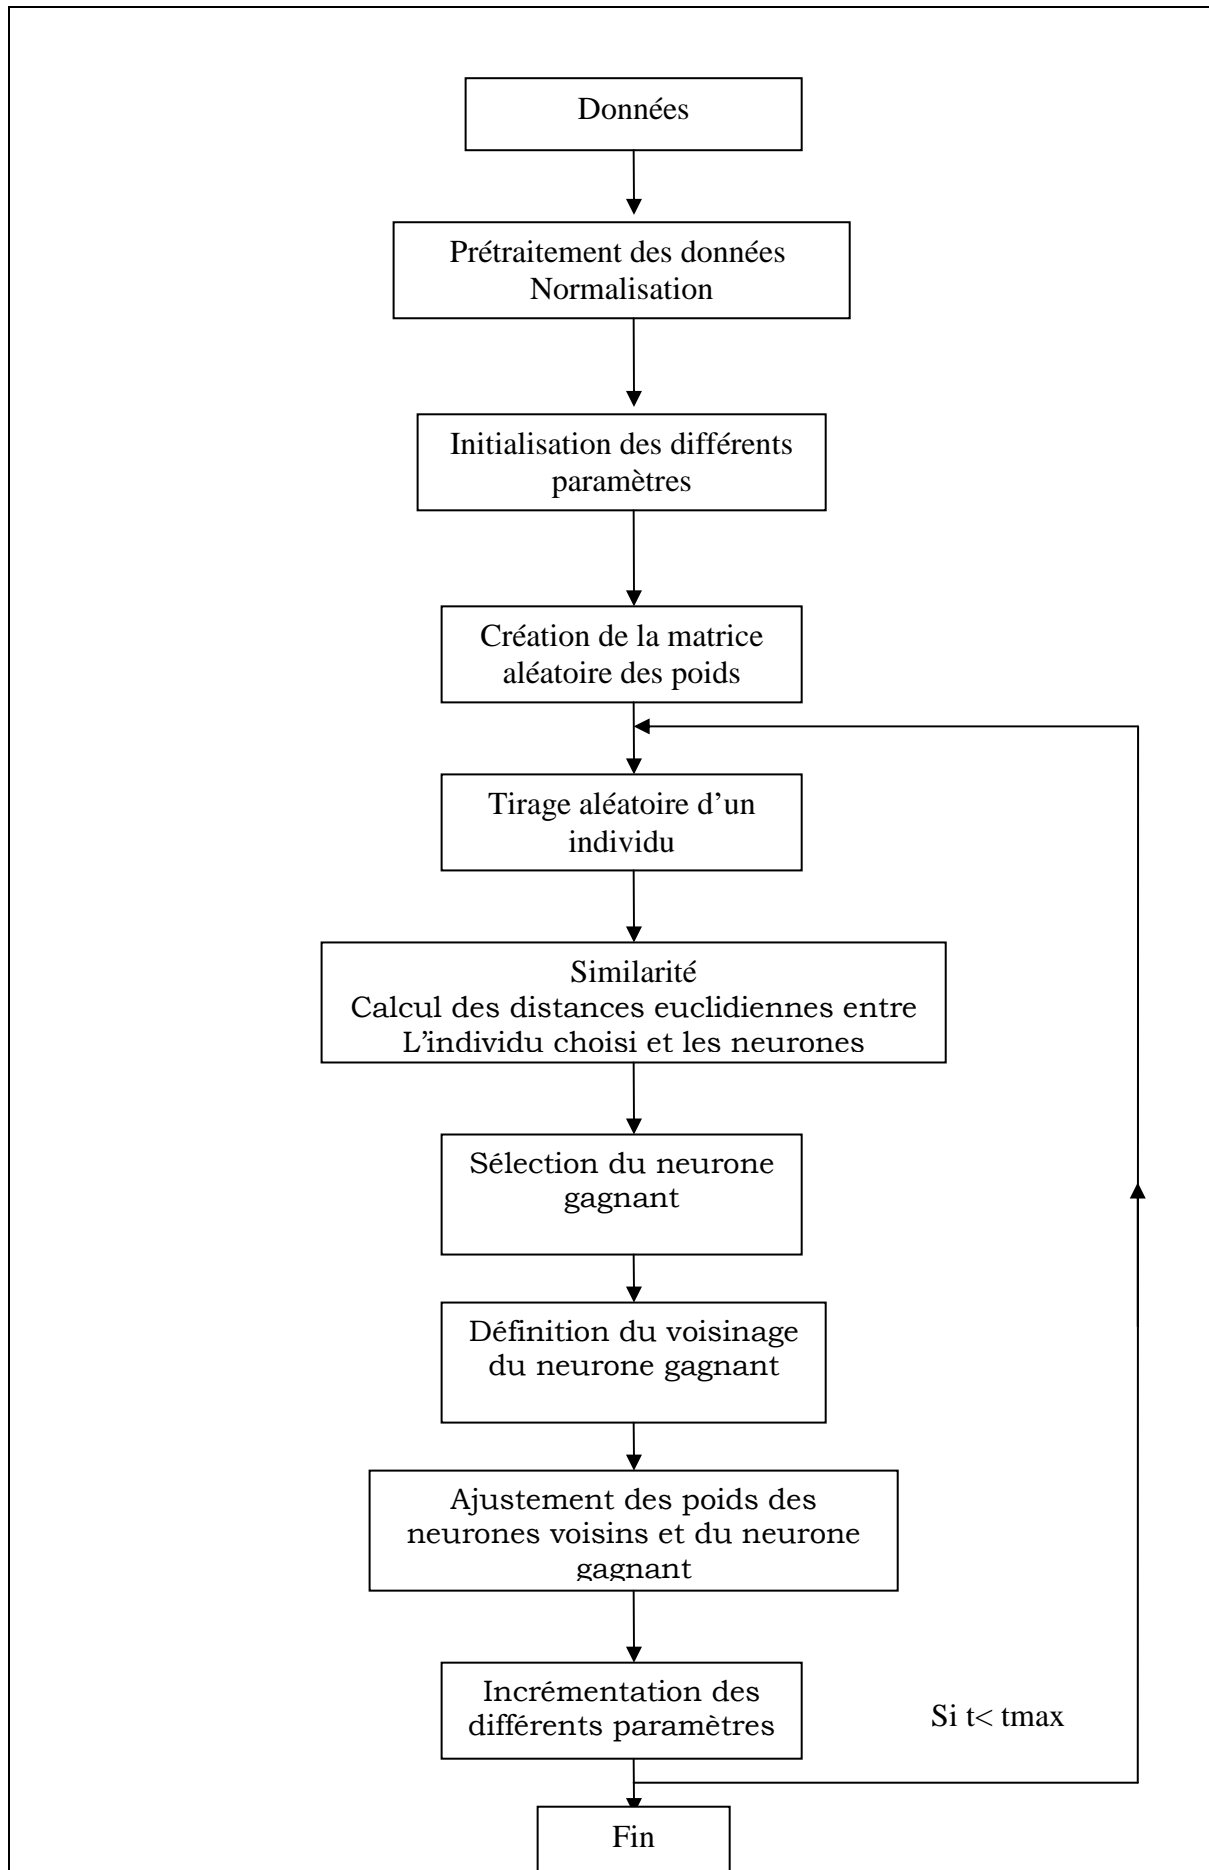 Données
Prétraitement des données
Normalisation
Initialisation des différents
paramètres
Création de la matrice
aléatoire des poids
Tirage aléatoire d’un
individu
Similarité
Calcul des distances euclidiennes entre
L’individu choisi et les neurones
Sélection du neurone
gagnant
Définition du voisinage
du neurone gagnant
Ajustement des poids des
neurones voisins et du neurone
gagnant
Incrémentation des
différents paramètres
Si t< tmax
Fin